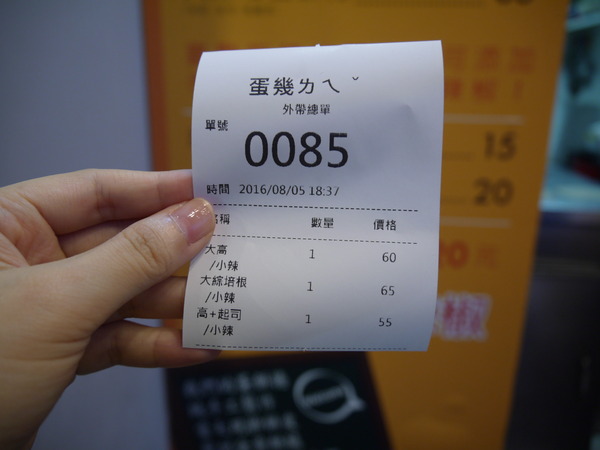 蛋幾ㄌㄟˇ
外帶總單
單號
0085
時間 2016/08/05 18:37
名稱 數量 價格
大高 1 60
/小辣
大綜培根 1 65
/小辣
高+起司 1 55
/小辣
15
20